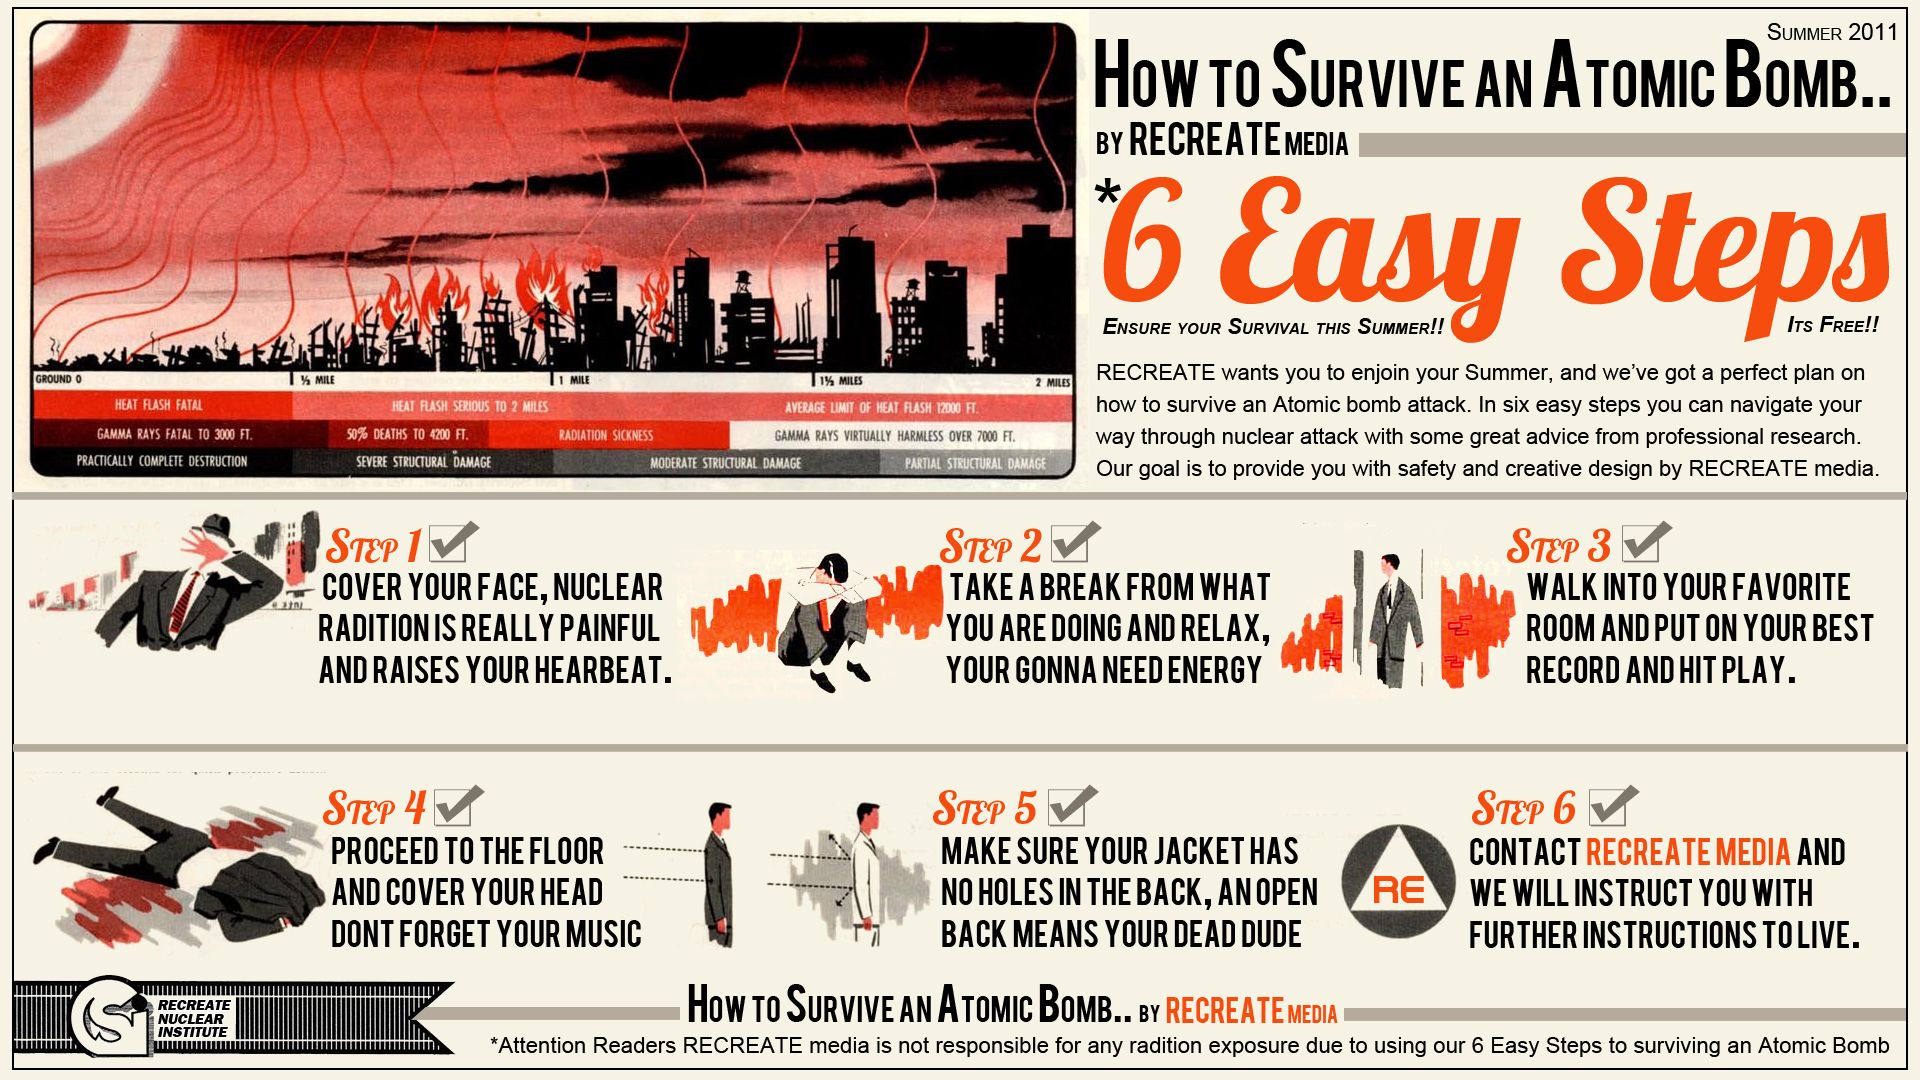 SUMMER 2011
HOW TO SURVIVE AN ATOMIC BOMB..
BY RECREATE MEDIA
*6 Easy Steps
ENSURE YOUR SURVIVAL THIS SUMMER!!
ITS FREE!!
RECREATE wants you to enjoin your Summer, and we've got a perfect plan on
how to survive an Atomic bomb attack. In six easy steps you can navigate your
way through nuclear attack with some great advice from professional research.
Our goal is to provide you with safety and creative design by RECREATE media.
GROUND 0 ½ MILE 1 MILE 1½ MILES 2 MILES
HEAT FLASH FATAL HEAT FLASH SERIOUS TO 2 MILES AVERAGE LIMIT OF HEAT FLASH 12000 FT.
GAMMA RAYS FATAL TO 3000 FT. 50% DEATHS TO 4200 FT. RADIATION SICKNESS GAMMA RAYS VIRTUALLY HARMLESS OVER 7000 FT.
PRACTICALLY COMPLETE DESTRUCTION SEVERE STRUCTURAL DAMAGE MODERATE STRUCTURAL DAMAGE PARTIAL STRUCTURAL DAMAGE
STEP 1
COVER YOUR FACE, NUCLEAR
RADITION IS REALLY PAINFUL
AND RAISES YOUR HEARBEAT.
STEP 2
TAKE A BREAK FROM WHAT
YOU ARE DOING AND RELAX,
YOUR GONNA NEED ENERGY
STEP 3
WALK INTO YOUR FAVORITE
ROOM AND PUT ON YOUR BEST
RECORD AND HIT PLAY.
STEP 4
PROCEED TO THE FLOOR
AND COVER YOUR HEAD
DONT FORGET YOUR MUSIC
STEP 5
MAKE SURE YOUR JACKET HAS
NO HOLES IN THE BACK, AN OPEN
BACK MEANS YOUR DEAD DUDE
RE
STEP 6
CONTACT RECREATE MEDIA AND
WE WILL INSTRUCT YOU WITH
FURTHER INSTRUCTIONS TO LIVE.
RECREATE
NUCLEAR
INSTITUTE
HOW TO SURVIVE AN ATOMIC BOMB.. BY RECREATE MEDIA
*Attention Readers RECREATE media is not responsible for any radition exposure due to using our 6 Easy Steps to surviving an Atomic Bomb